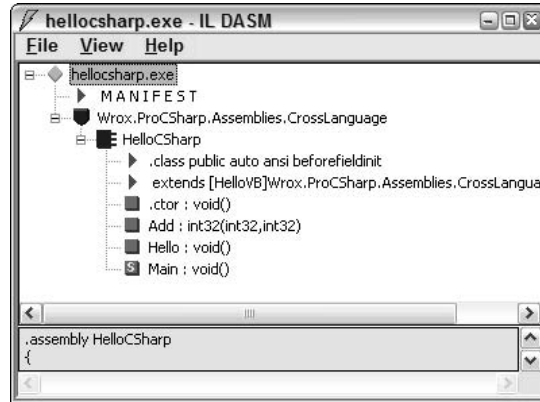 hellocsharp.exe - IL DASM
File View Help
hellocsharp.exe
M A N I F E S T
Wrox.ProCSharp.Assemblies.CrossLanguage
HelloCSharp
.class public auto ansi beforefieldinit
extends [HelloVB]Wrox.ProCSharp.Assemblies.CrossLangua
.ctor : void()
Add : int32(int32,int32)
Hello : void()
S Main : void()
.assembly HelloCSharp
{